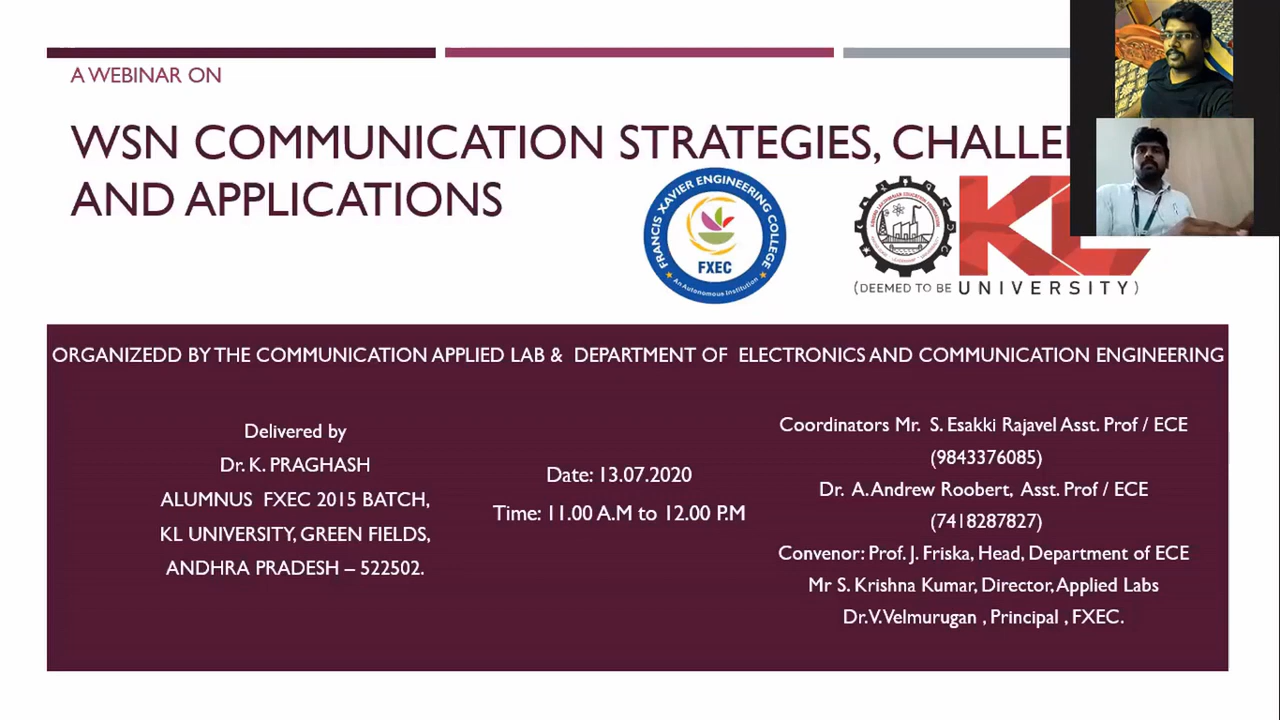 A WEBINAR ON
WSN COMMUNICATION STRATEGIES, CHALLE
AND APPLICATIONS
FRANCIS XAVIER ENGINEERING COLLEGE
FXEC
An Autonomous Institution
KL
(DEEMED TO BE UNIVERSITY)
ORGANIZEDD BY THE COMMUNICATION APPLIED LAB & DEPARTMENT OF ELECTRONICS AND COMMUNICATION ENGINEERING
Delivered by
Dr. K. PRAGHASH
ALUMNUS FXEC 2015 BATCH,
KL UNIVERSITY, GREEN FIELDS,
ANDHRA PRADESH – 522502.
Date: 13.07.2020
Time: 11.00 A.M to 12.00 P.M
Coordinators Mr. S. Esakki Rajavel Asst. Prof / ECE
(9843376085)
Dr. A. Andrew Roobert, Asst. Prof / ECE
(7418287827)
Convenor: Prof. J. Friska, Head, Department of ECE
Mr S. Krishna Kumar, Director, Applied Labs
Dr. V. Velmurugan , Principal , FXEC.